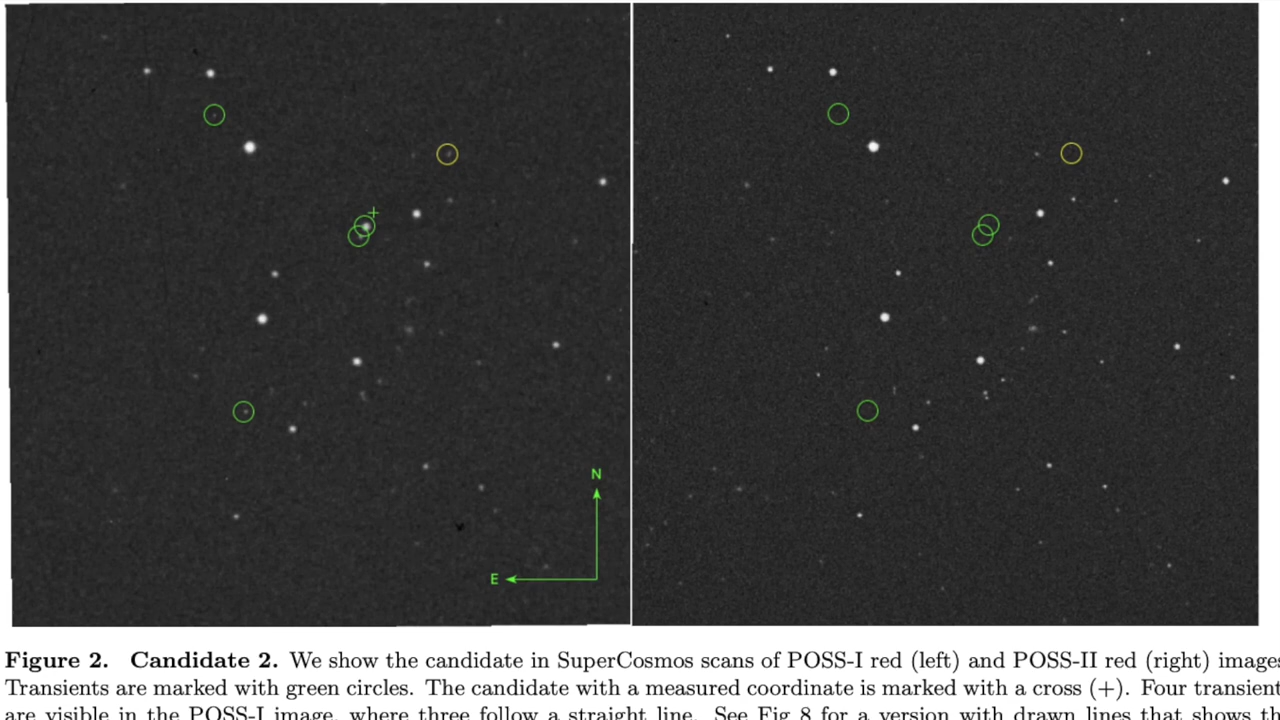 N
E
Figure 2. Candidate 2. We show the candidate in SuperCosmos scans of POSS-I red (left) and POSS-II red (right) images
Transients are marked with green circles. The candidate with a measured coordinate is marked with a cross (+). Four transient
are visible in the POSS-I image, where three follow a straight line. See Fig 8 for a version with drawn lines that shows th